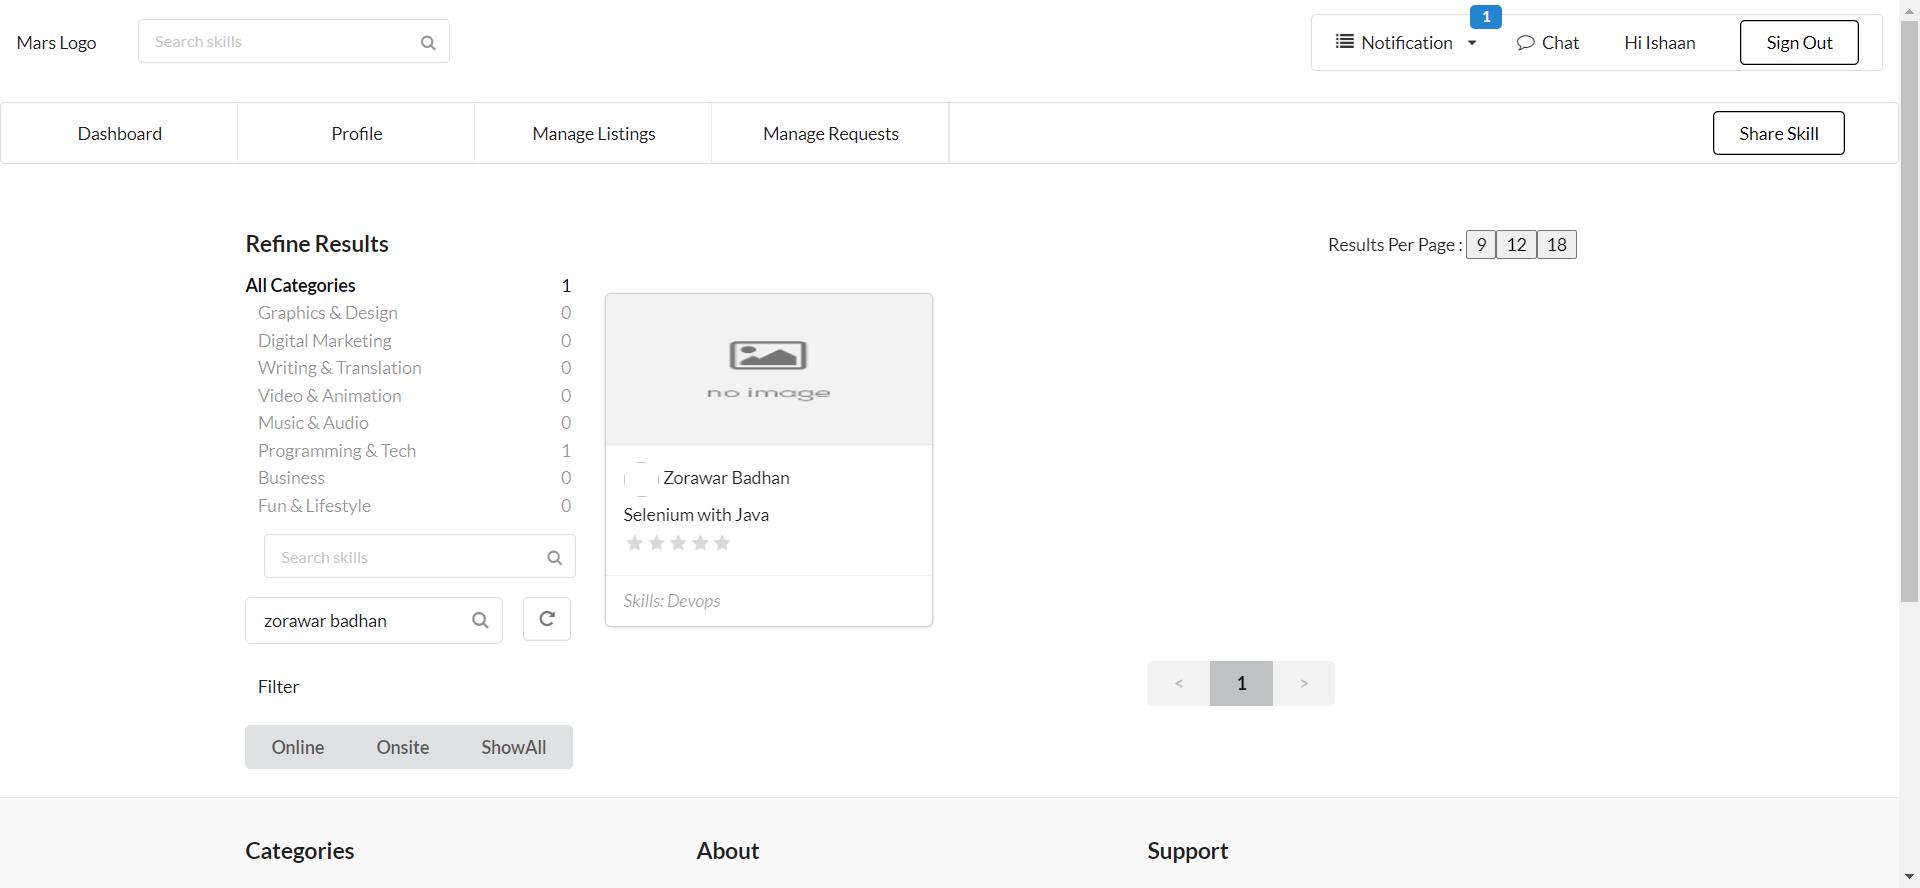 Mars Logo
Search skills
Notification
1
Chat
Hi Ishaan
Sign Out
Dashboard
Profile
Manage Listings
Manage Requests
Share Skill
Refine Results
Results Per Page : 9 12 18
All Categories 1
Graphics & Design 0
Digital Marketing 0
Writing & Translation 0
Video & Animation 0
Music & Audio 0
Programming & Tech 1
Business 0
Fun & Lifestyle 0
Search skills
zorawar badhan
Filter
Online Onsite ShowAll
no image
Zorawar Badhan
Selenium with Java
Skills: Devops
< 1 >
Categories
About
Support